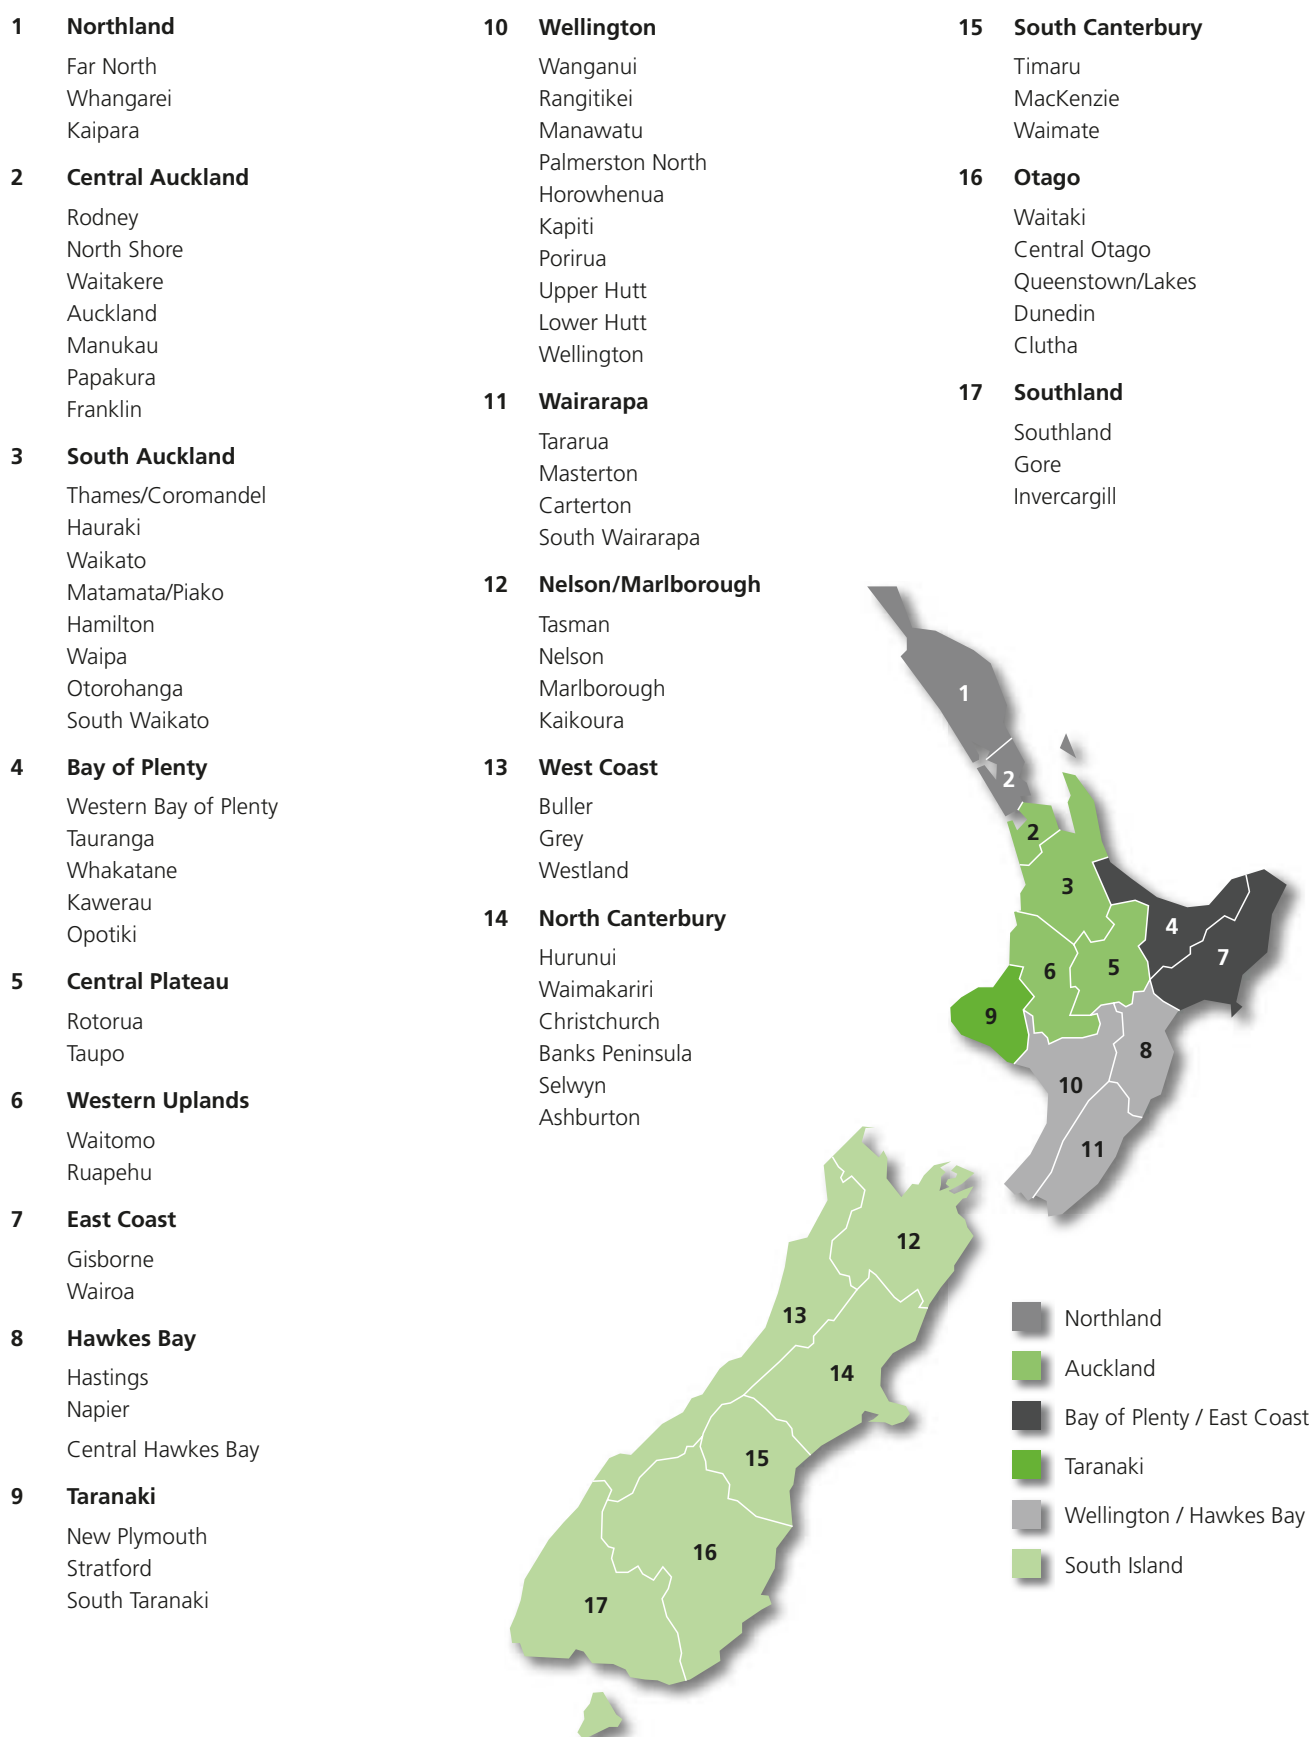 1 Northland
Far North
Whangarei
Kaipara
2 Central Auckland
Rodney
North Shore
Waitakere
Auckland
Manukau
Papakura
Franklin
3 South Auckland
Thames/Coromandel
Hauraki
Waikato
Matamata/Piako
Hamilton
Waipa
Otorohanga
South Waikato
4 Bay of Plenty
Western Bay of Plenty
Tauranga
Whakatane
Kawerau
Opotiki
5 Central Plateau
Rotorua
Taupo
6 Western Uplands
Waitomo
Ruapehu
7 East Coast
Gisborne
Wairoa
8 Hawkes Bay
Hastings
Napier
Central Hawkes Bay
9 Taranaki
New Plymouth
Stratford
South Taranaki
10 Wellington
Wanganui
Rangitikei
Manawatu
Palmerston North
Horowhenua
Kapiti
Porirua
Upper Hutt
Lower Hutt
Wellington
11 Wairarapa
Tararua
Masterton
Carterton
South Wairarapa
12 Nelson/Marlborough
Tasman
Nelson
Marlborough
Kaikoura
13 West Coast
Buller
Grey
Westland
14 North Canterbury
Hurunui
Waimakariri
Christchurch
Banks Peninsula
Selwyn
Ashburton
15 South Canterbury
Timaru
MacKenzie
Waimate
16 Otago
Waitaki
Central Otago
Queenstown/Lakes
Dunedin
Clutha
17 Southland
Southland
Gore
Invercargill
1
2
2
3
4
7
5
6
9
8
10
11
12
13
14
15
16
17
Northland
Auckland
Bay of Plenty / East Coast
Taranaki
Wellington / Hawkes Bay
South Island